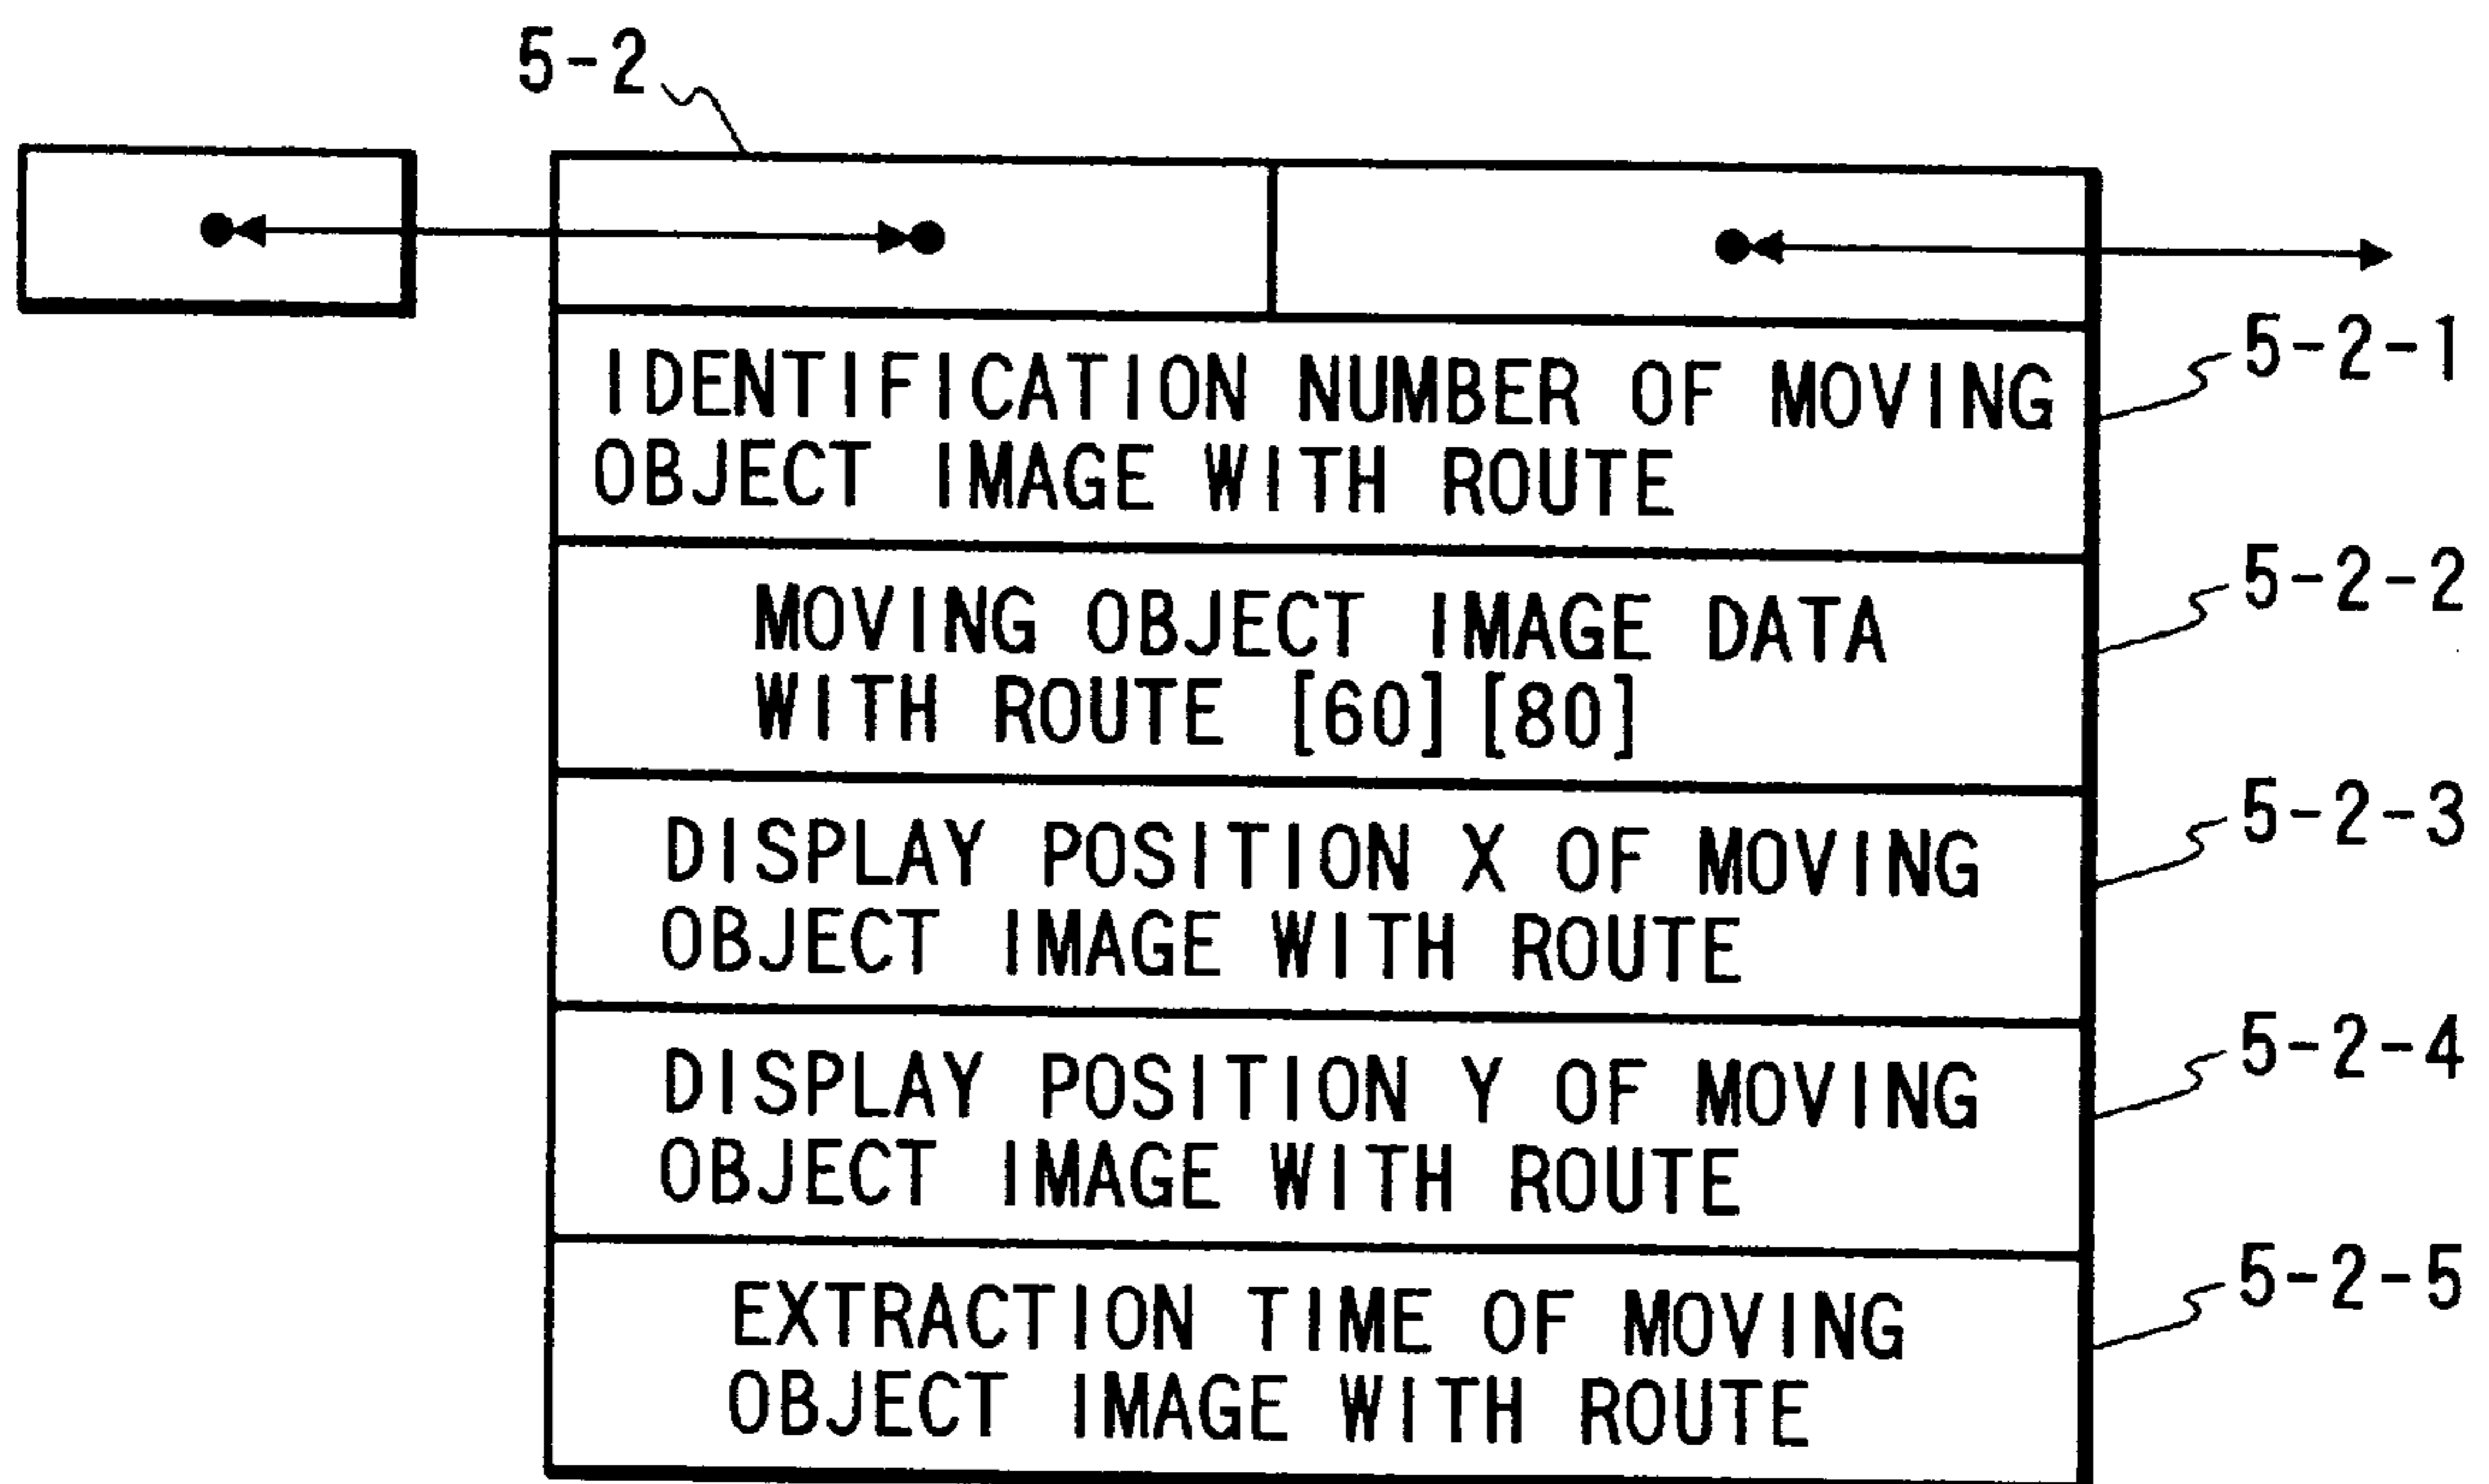 5-2
IDENTIFICATION NUMBER OF MOVING
OBJECT IMAGE WITH ROUTE
5-2-1
MOVING OBJECT IMAGE DATA
WITH ROUTE [60] [80]
5-2-2
DISPLAY POSITION X OF MOVING
OBJECT IMAGE WITH ROUTE
5-2-3
DISPLAY POSITION Y OF MOVING
OBJECT IMAGE WITH ROUTE
5-2-4
EXTRACTION TIME OF MOVING
OBJECT IMAGE WITH ROUTE
5-2-5